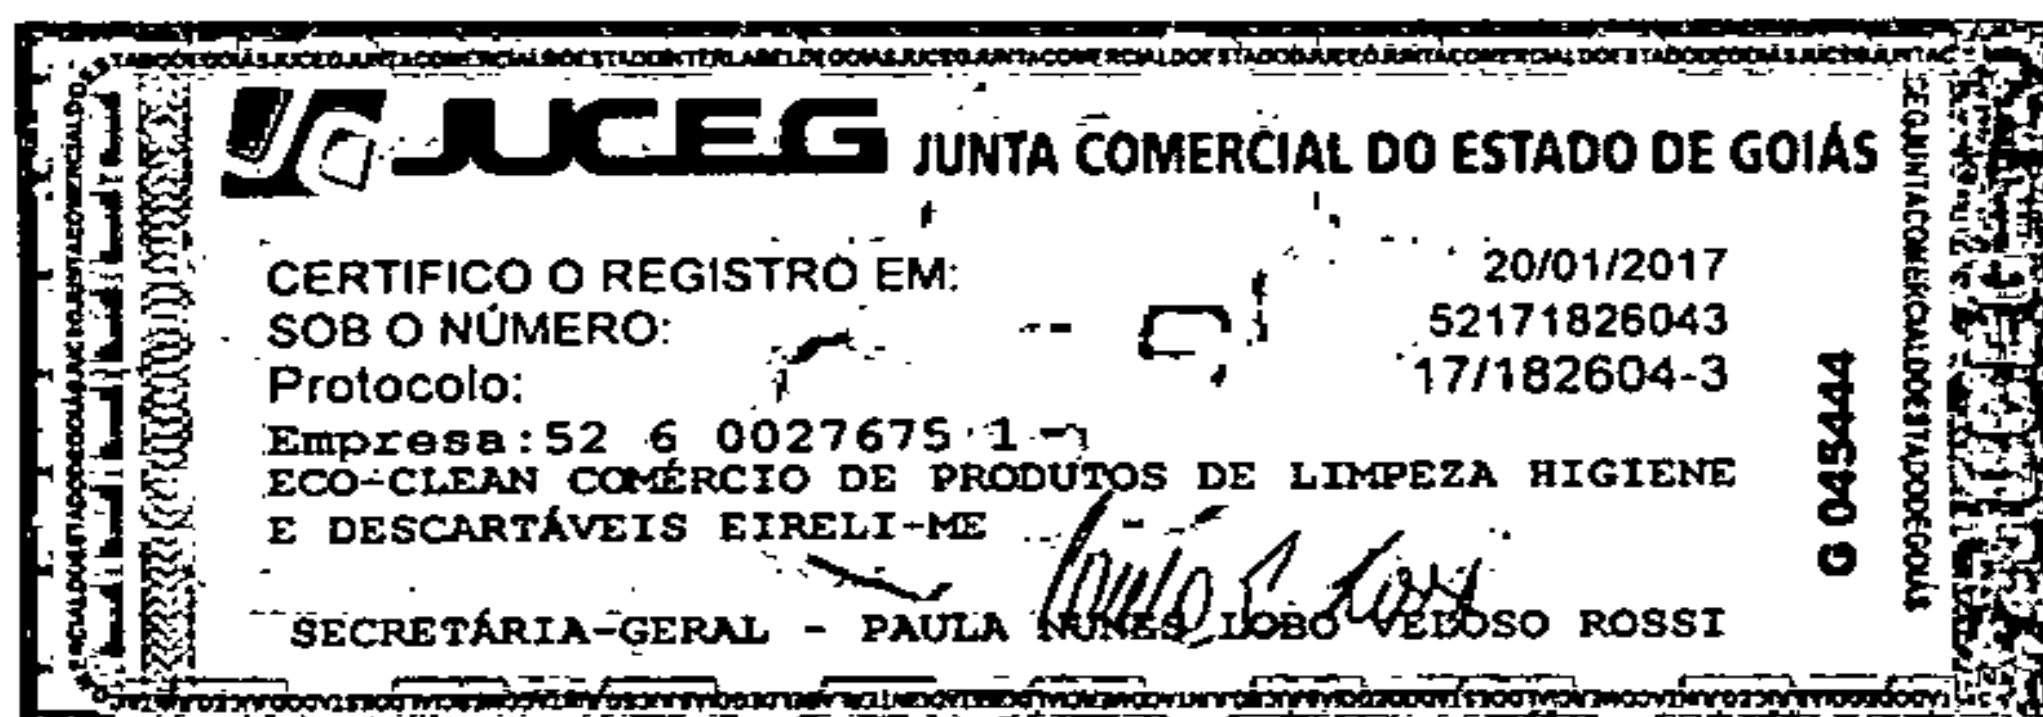 JUCEG JUNTA COMERCIAL DO ESTADO DE GOIÁS
CERTIFICO O REGISTRO EM: 20/01/2017
SOB O NÚMERO: 52171826043
Protocolo: 17/182604-3
Empresa:52 6 0027675 1
ECO-CLEAN COMÉRCIO DE PRODUTOS DE LIMPEZA HIGIENE
E DESCARTÁVEIS EIRELI-ME
SECRETÁRIA-GERAL - PAULA NUNES LOBO VELOSO ROSSI
G 045444